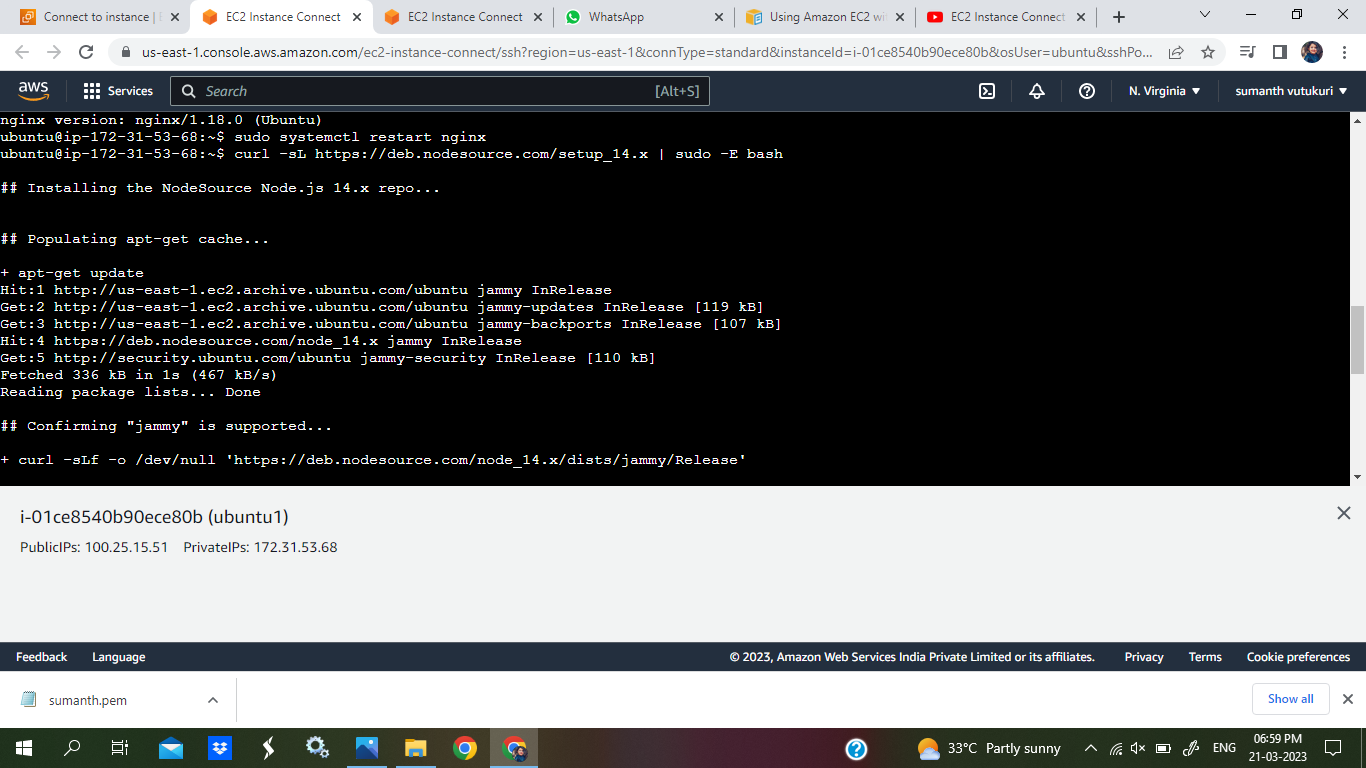 Connect to instance | E
EC2 Instance Connect
EC2 Instance Connect
WhatsApp
Using Amazon EC2 wi
EC2 Instance Connect
us-east-1.console.aws.amazon.com/ec2-instance-connect/ssh?region=us-east-1&connType=standard&instanceId=i-01ce8540b90ece80b&osUser=ubuntu&sshPo...
aws
Services
Search
[Alt+S]
N. Virginia
sumanth vutukuri
nginx version: nginx/1.18.0 (Ubuntu)
ubuntu@ip-172-31-53-68:~$ sudo systemctl restart nginx
ubuntu@ip-172-31-53-68:~$ curl -sL https://deb.nodesource.com/setup_14.x | sudo -E bash
## Installing the NodeSource Node.js 14.x repo...
## Populating apt-get cache...
+ apt-get update
Hit:1 http://us-east-1.ec2.archive.ubuntu.com/ubuntu jammy InRelease
Get:2 http://us-east-1.ec2.archive.ubuntu.com/ubuntu jammy-updates InRelease [119 kB]
Get:3 http://us-east-1.ec2.archive.ubuntu.com/ubuntu jammy-backports InRelease [107 kB]
Hit:4 https://deb.nodesource.com/node_14.x jammy InRelease
Get:5 http://security.ubuntu.com/ubuntu jammy-security InRelease [110 kB]
Fetched 336 kB in 1s (467 kB/s)
Reading package lists... Done
## Confirming "jammy" is supported...
+ curl -sLf -o /dev/null 'https://deb.nodesource.com/node_14.x/dists/jammy/Release'
i-01ce8540b90ece80b (ubuntu1)
PublicIPs: 100.25.15.51 PrivateIPs: 172.31.53.68
Feedback Language
© 2023, Amazon Web Services India Private Limited or its affiliates. Privacy Terms Cookie preferences
sumanth.pem
Show all
33°C Partly sunny
ENG
06:59 PM
21-03-2023